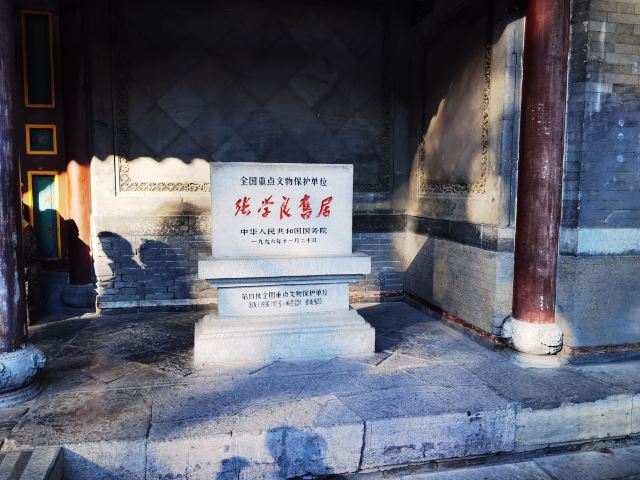 全国重点文物保护单位
张学良旧居
中华人民共和国国务院
一九九六年十一月二十日
第四批全国重点文物保护单位